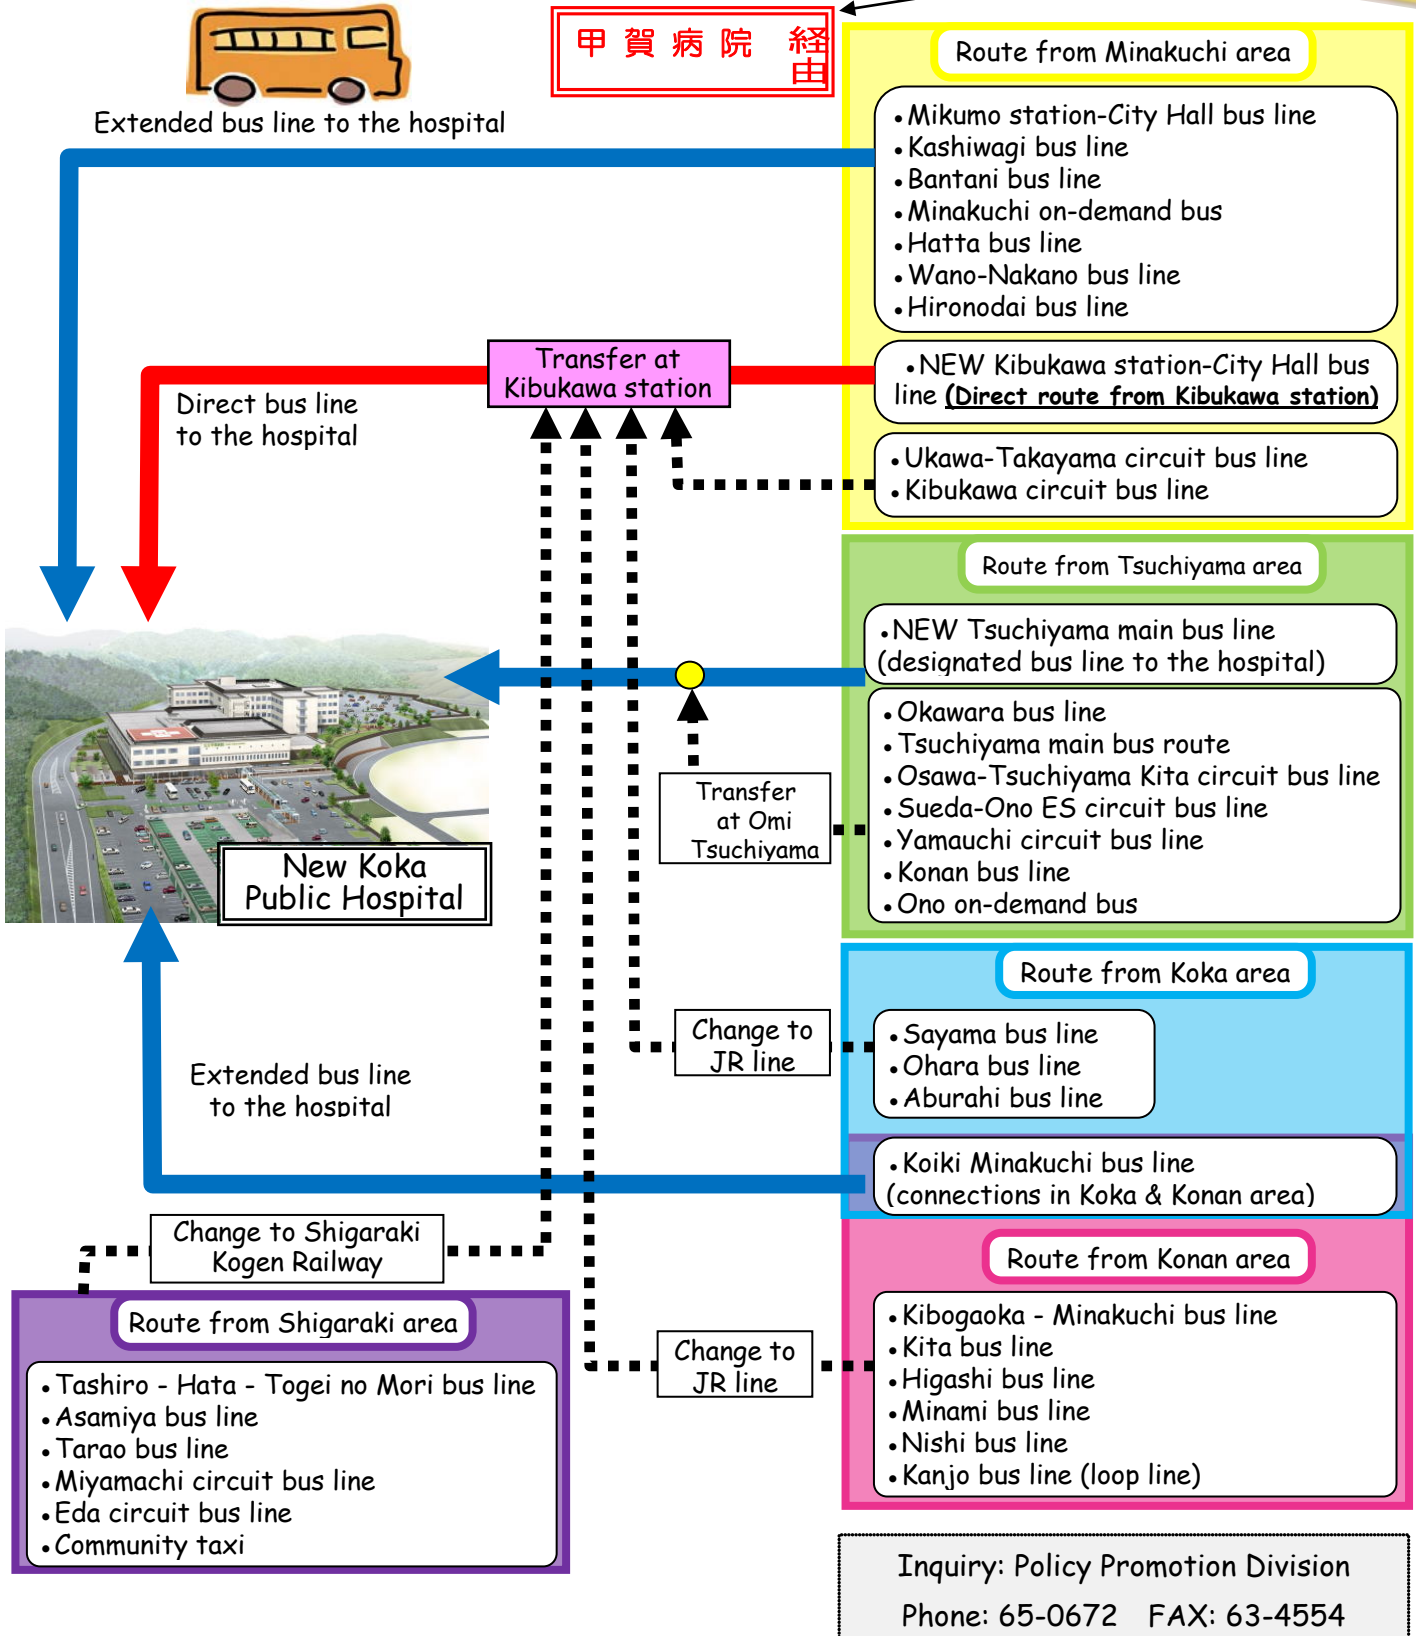 甲賀病院 経由
Route from Minakuchi area
Extended bus line to the hospital
•Mikumo station-City Hall bus line
•Kashiwagi bus line
•Bantani bus line
•Minakuchi on-demand bus
•Hatta bus line
•Wano-Nakano bus line
•Hironodai bus line
Transfer at
Kibukawa station
•NEW Kibukawa station-City Hall bus
line (Direct route from Kibukawa station)
Direct bus line
to the hospital
•Ukawa-Takayama circuit bus line
•Kibukawa circuit bus line
Route from Tsuchiyama area
•NEW Tsuchiyama main bus line
(designated bus line to the hospital)
•Okawara bus line
•Tsuchiyama main bus route
•Osawa-Tsuchiyama Kita circuit bus line
•Sueda-Ono ES circuit bus line
•Yamauchi circuit bus line
•Konan bus line
•Ono on-demand bus
Transfer
at Omi
Tsuchiyama
New Koka
Public Hospital
Route from Koka area
•Sayama bus line
•Ohara bus line
•Aburahi bus line
Change to
JR line
Extended bus line
to the hospital
•Koiki Minakuchi bus line
(connections in Koka & Konan area)
Change to Shigaraki
Kogen Railway
Route from Konan area
•Kibogaoka - Minakuchi bus line
•Kita bus line
•Higashi bus line
•Minami bus line
•Nishi bus line
•Kanjo bus line (loop line)
Change to
JR line
Route from Shigaraki area
•Tashiro - Hata - Togei no Mori bus line
•Asamiya bus line
•Tarao bus line
•Miyamachi circuit bus line
•Eda circuit bus line
•Community taxi
Inquiry: Policy Promotion Division
Phone: 65-0672 FAX: 63-4554